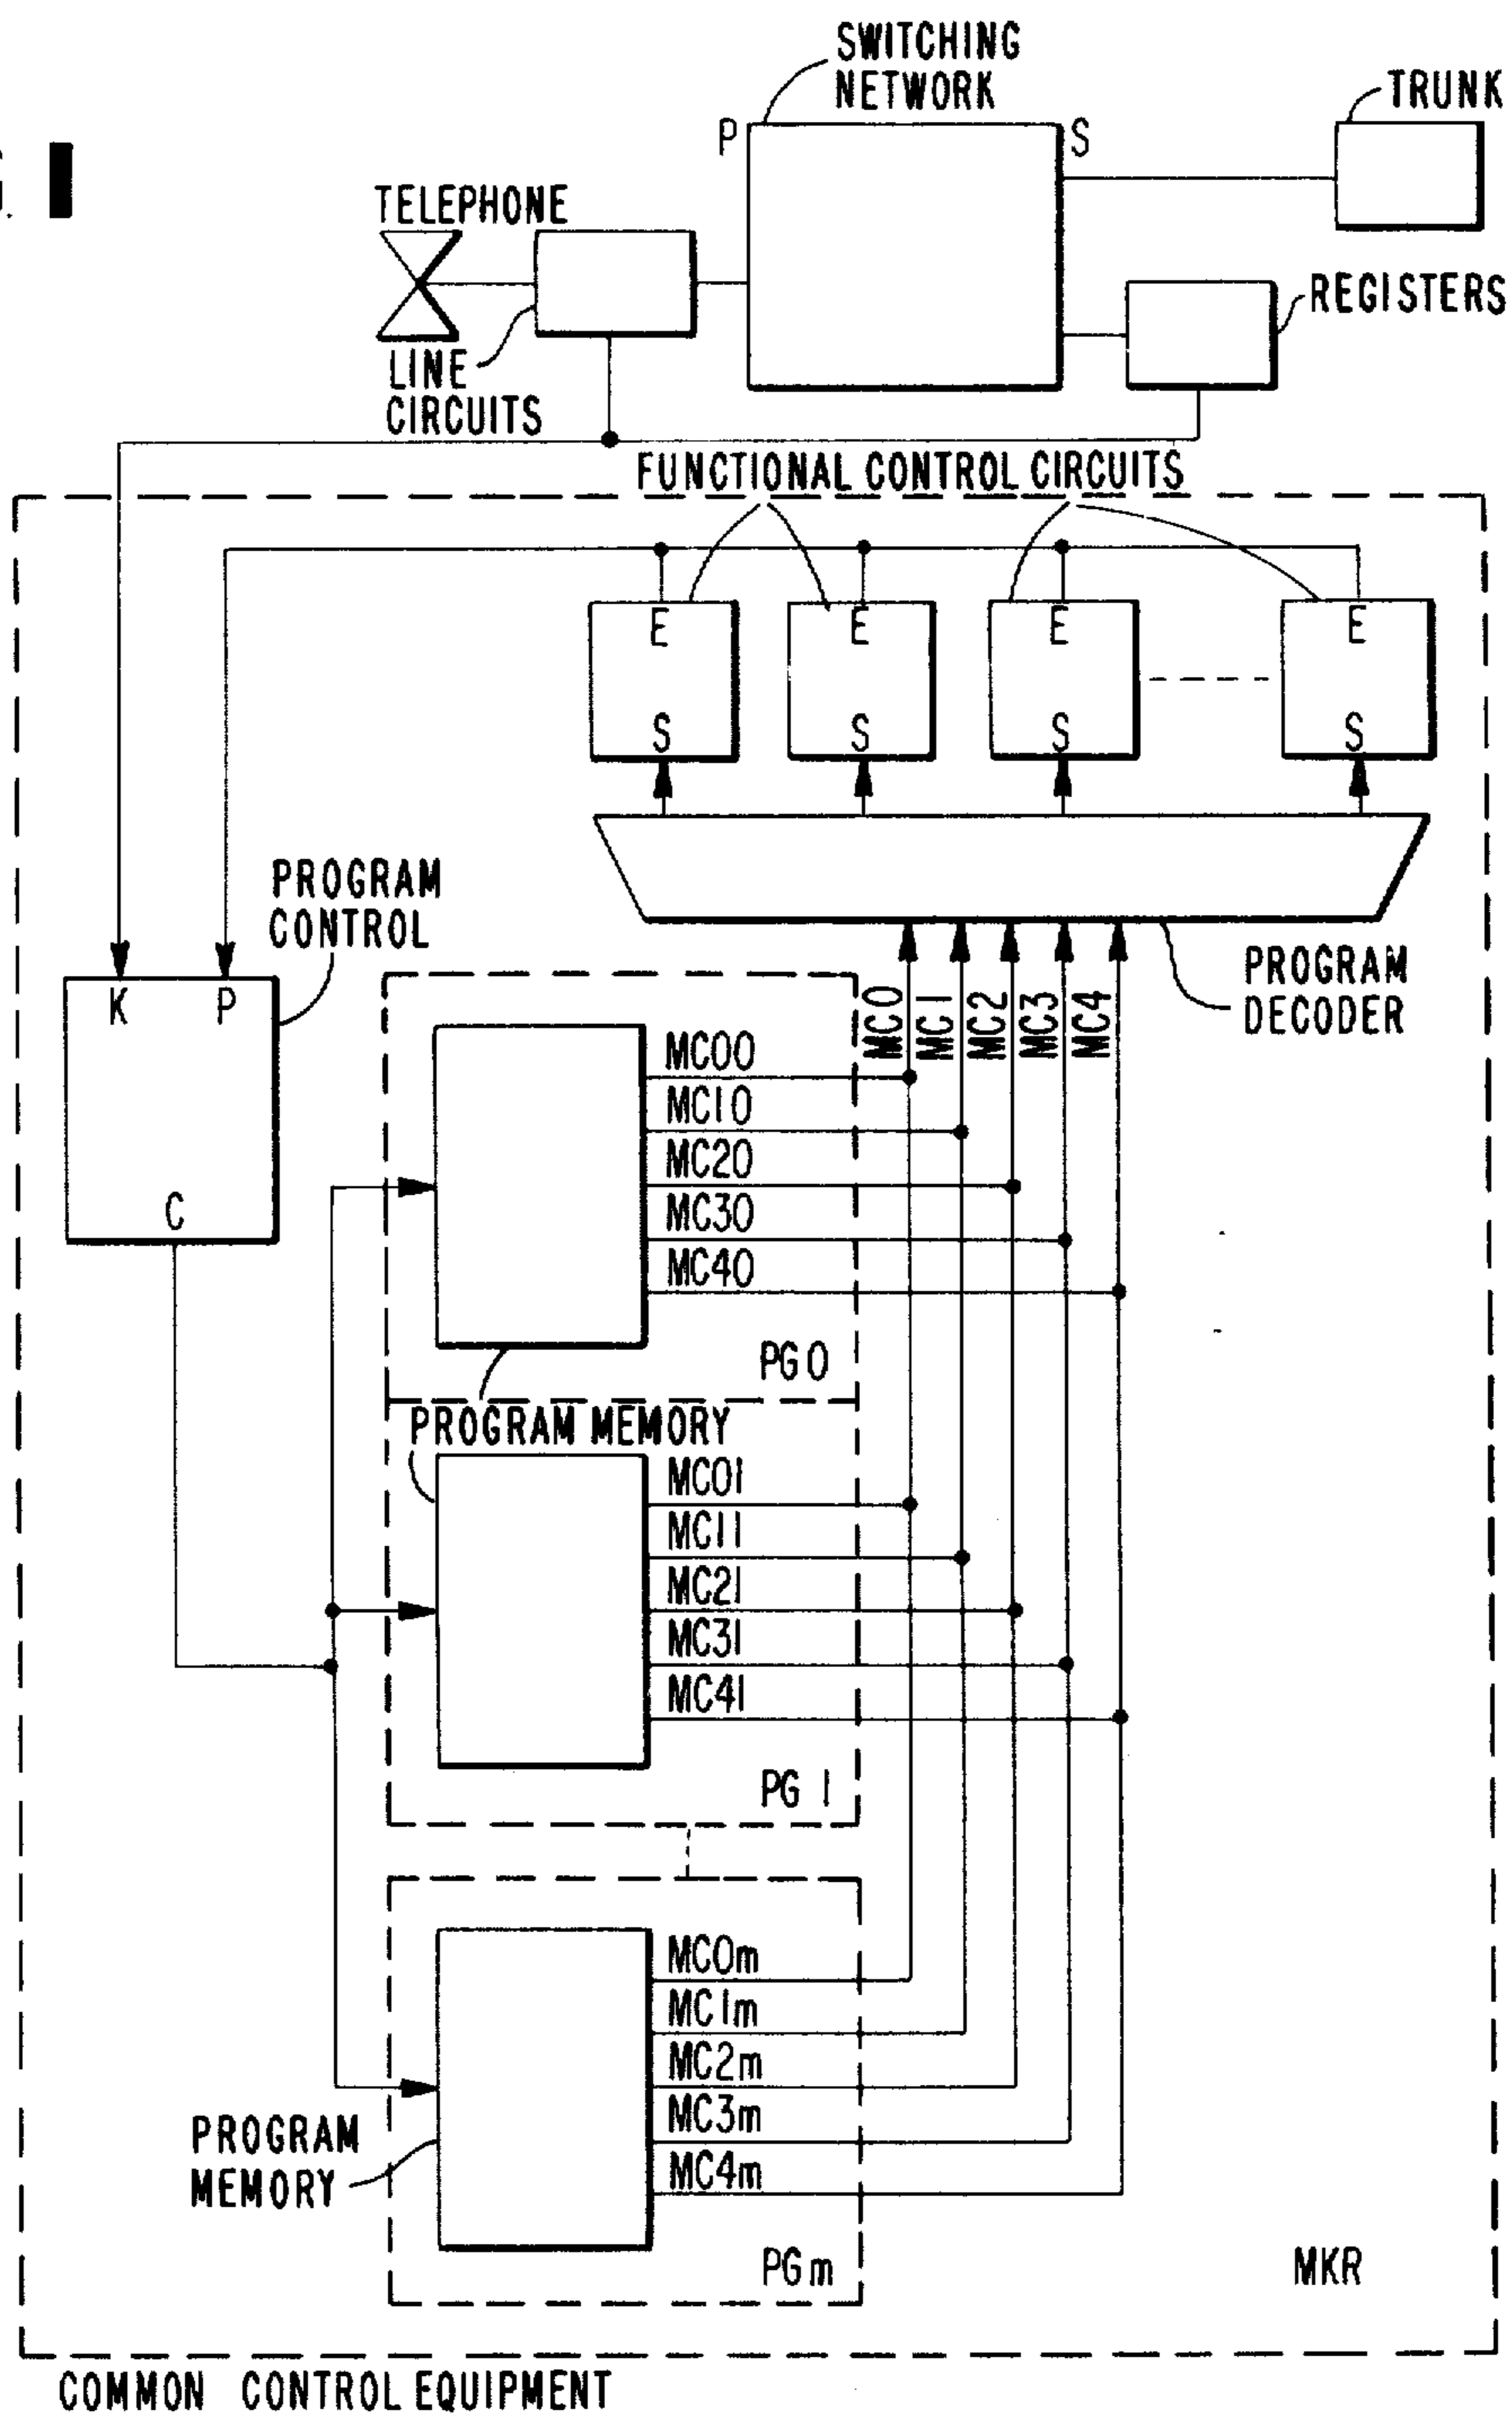 SWITCHING
NETWORK
TRUNK
P
S
TELEPHONE
REGISTERS
LINE
CIRCUITS
FUNCTIONAL CONTROL CIRCUITS
E
E
E
E
S
S
S
S
PROGRAM
CONTROL
PROGRAM
DECODER
K
P
C
MC0
MC1
MC2
MC3
MC4
MC00
MC10
MC20
MC30
MC40
PG0
PROGRAM MEMORY
MC01
MC11
MC21
MC31
MC41
PG 1
MC0m
MC1m
MC2m
MC3m
MC4m
PROGRAM
MEMORY
PGm
MKR
COMMON CONTROL EQUIPMENT